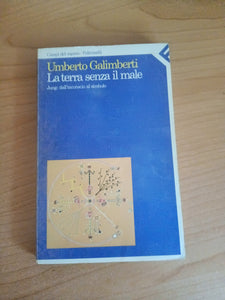 Campi del sapere / Feltrinelli
Umberto Galimberti
La terra senza il male
Jung: dall'inconscio al simbolo